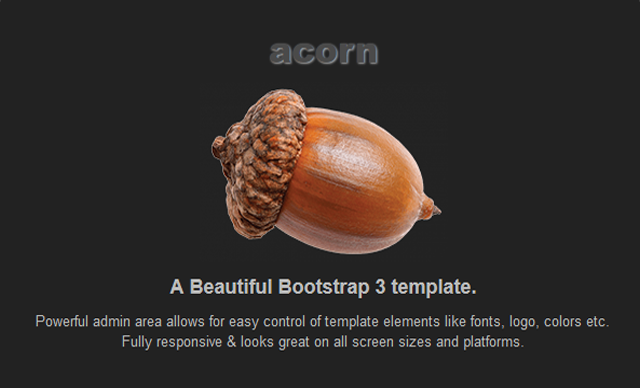 acorn
A Beautiful Bootstrap 3 template.
Powerful admin area allows for easy control of template elements like fonts, logo, colors etc.
Fully responsive & looks great on all screen sizes and platforms.